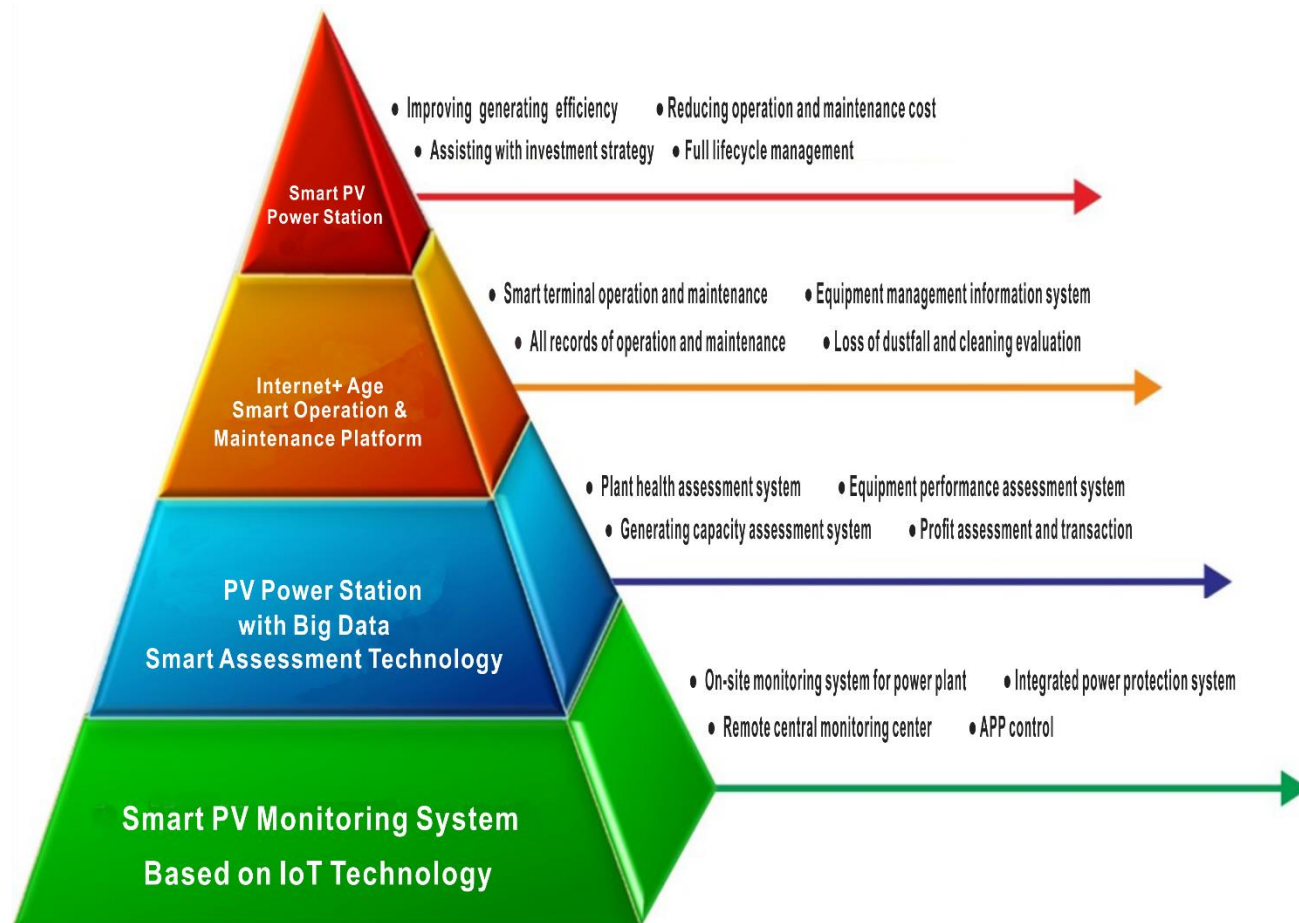 ● Improving generating efficiency ● Reducing operation and maintenance cost
● Assisting with investment strategy ● Full lifecycle management
Smart PV
Power Station
● Smart terminal operation and maintenance ● Equipment management information system
● All records of operation and maintenance ● Loss of dustfall and cleaning evaluation
Internet+ Age
Smart Operation &
Maintenance Platform
● Plant health assessment system ● Equipment performance assessment system
● Generating capacity assessment system ● Profit assessment and transaction
PV Power Station
with Big Data
Smart Assessment Technology
● On-site monitoring system for power plant ● Integrated power protection system
● Remote central monitoring center ● APP control
Smart PV Monitoring System
Based on IoT Technology